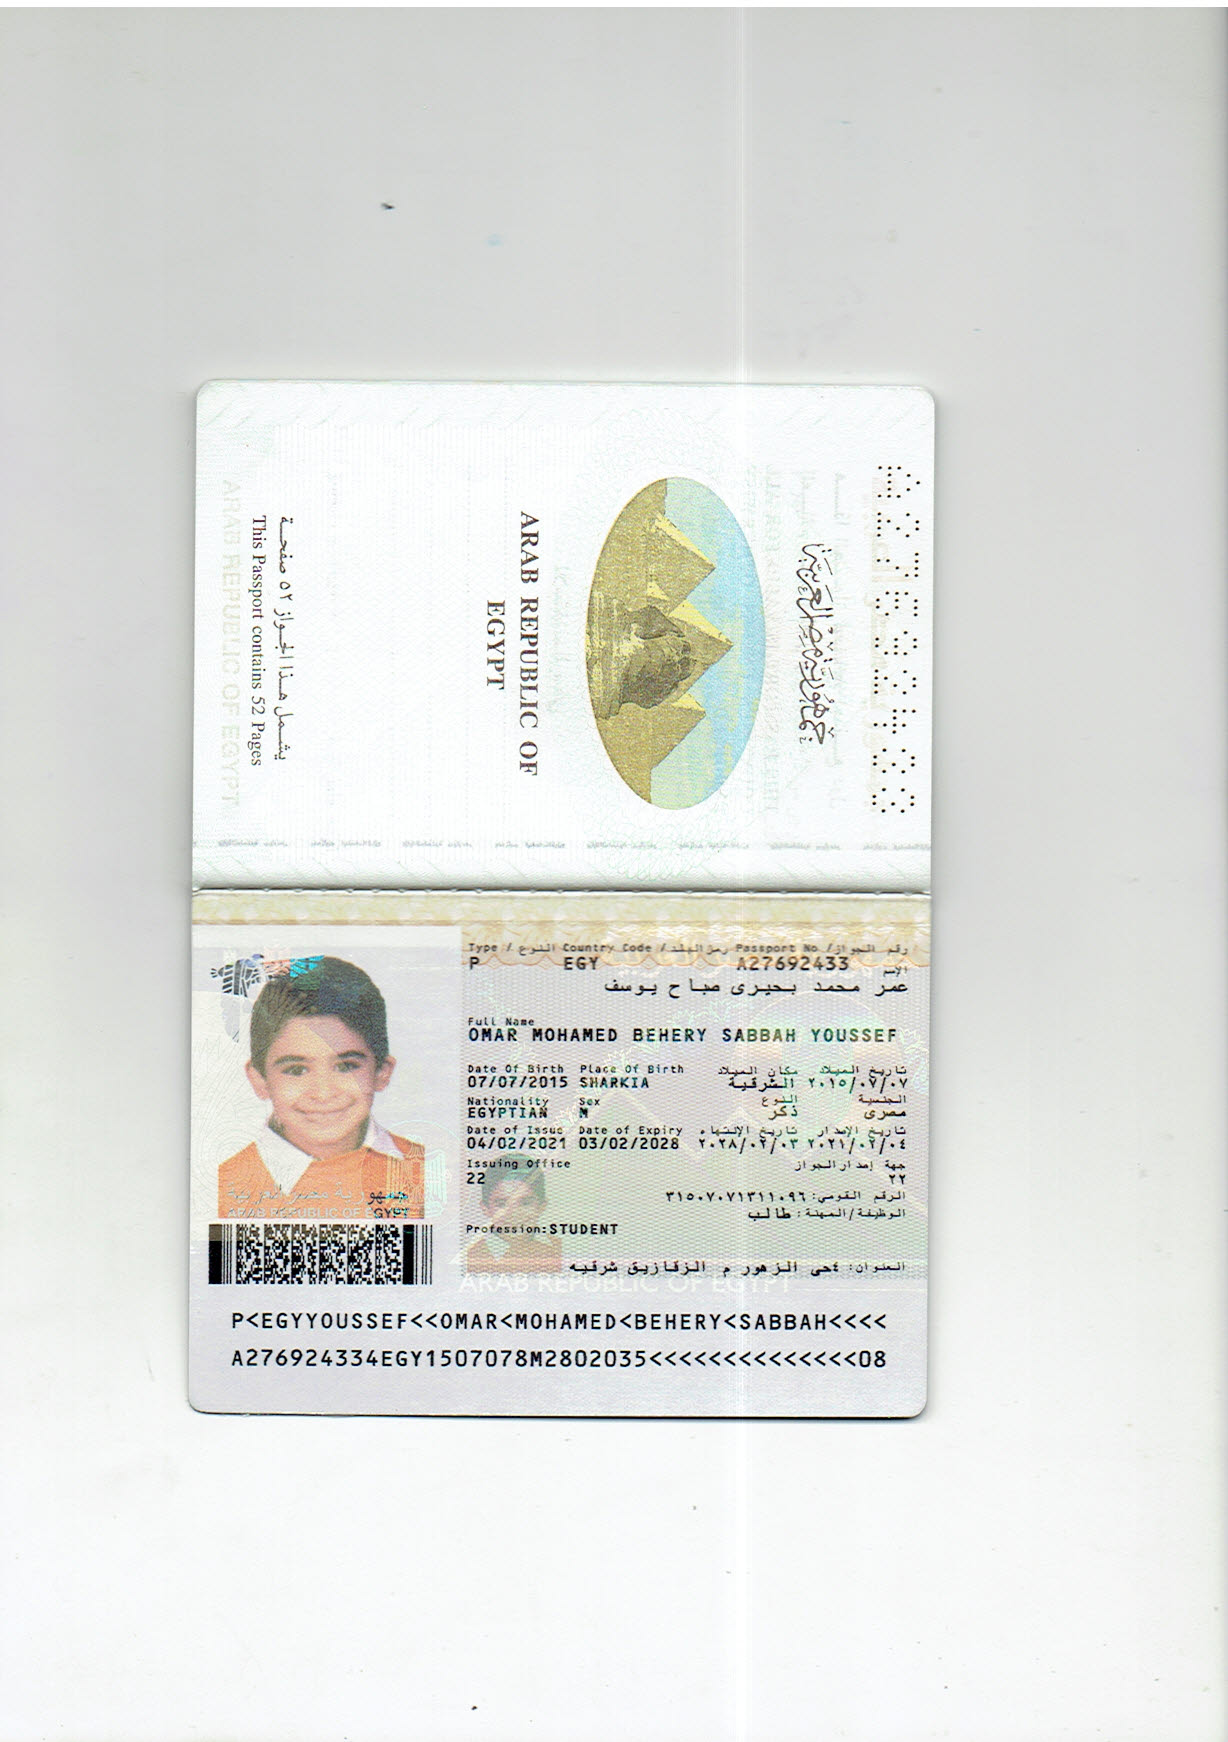 A27692433
جمهورية مصر العربية
ARAB REPUBLIC OF
EGYPT
يشمل هذا الجواز ٥٢ صفحة
This Passport contains 52 Pages
ARAB REPUBLIC OF EGYPT
Type / النوع Country Code / رمز البلد Passport No / رقم الجواز
P EGY A27692433
الإسم
عمر محمد بحيرى صباح يوسف
Full Name
OMAR MOHAMED BEHERY SABBAH YOUSSEF
Date Of Birth Place Of Birth مكان الميلاد تاريخ الميلاد
07/07/2015 SHARKIA الشرقية ٢٠١٥/٠٧/٠٧
Nationality Sex النوع الجنسية
EGYPTIAN M ذكر مصرى
Date of Issue Date of Expiry تاريخ الإنتهاء تاريخ الإصدار
04/02/2021 03/02/2028 ٢٠٢٨/٠٢/٠٣ ٢٠٢١/٠٢/٠٤
Issuing Office جهة إصدار الجواز
22 ٢٢
الرقم القومى: ٣١٥٠٧٠٧١٣١١٠٩٦
الوظيفة/المهنة: طالب
Profession:STUDENT
العنوان: ٤حى الزهور م الزقازيق شرقيه
جمهورية مصر العربية
ARAB REPUBLIC OF EGYPT
ARAB REPUBLIC OF EGYPT
P<EGYYOUSSEF<<OMAR<MOHAMED<BEHERY<SABBAH<<<<
A276924334EGY1507078M2802035<<<<<<<<<<<<<<08